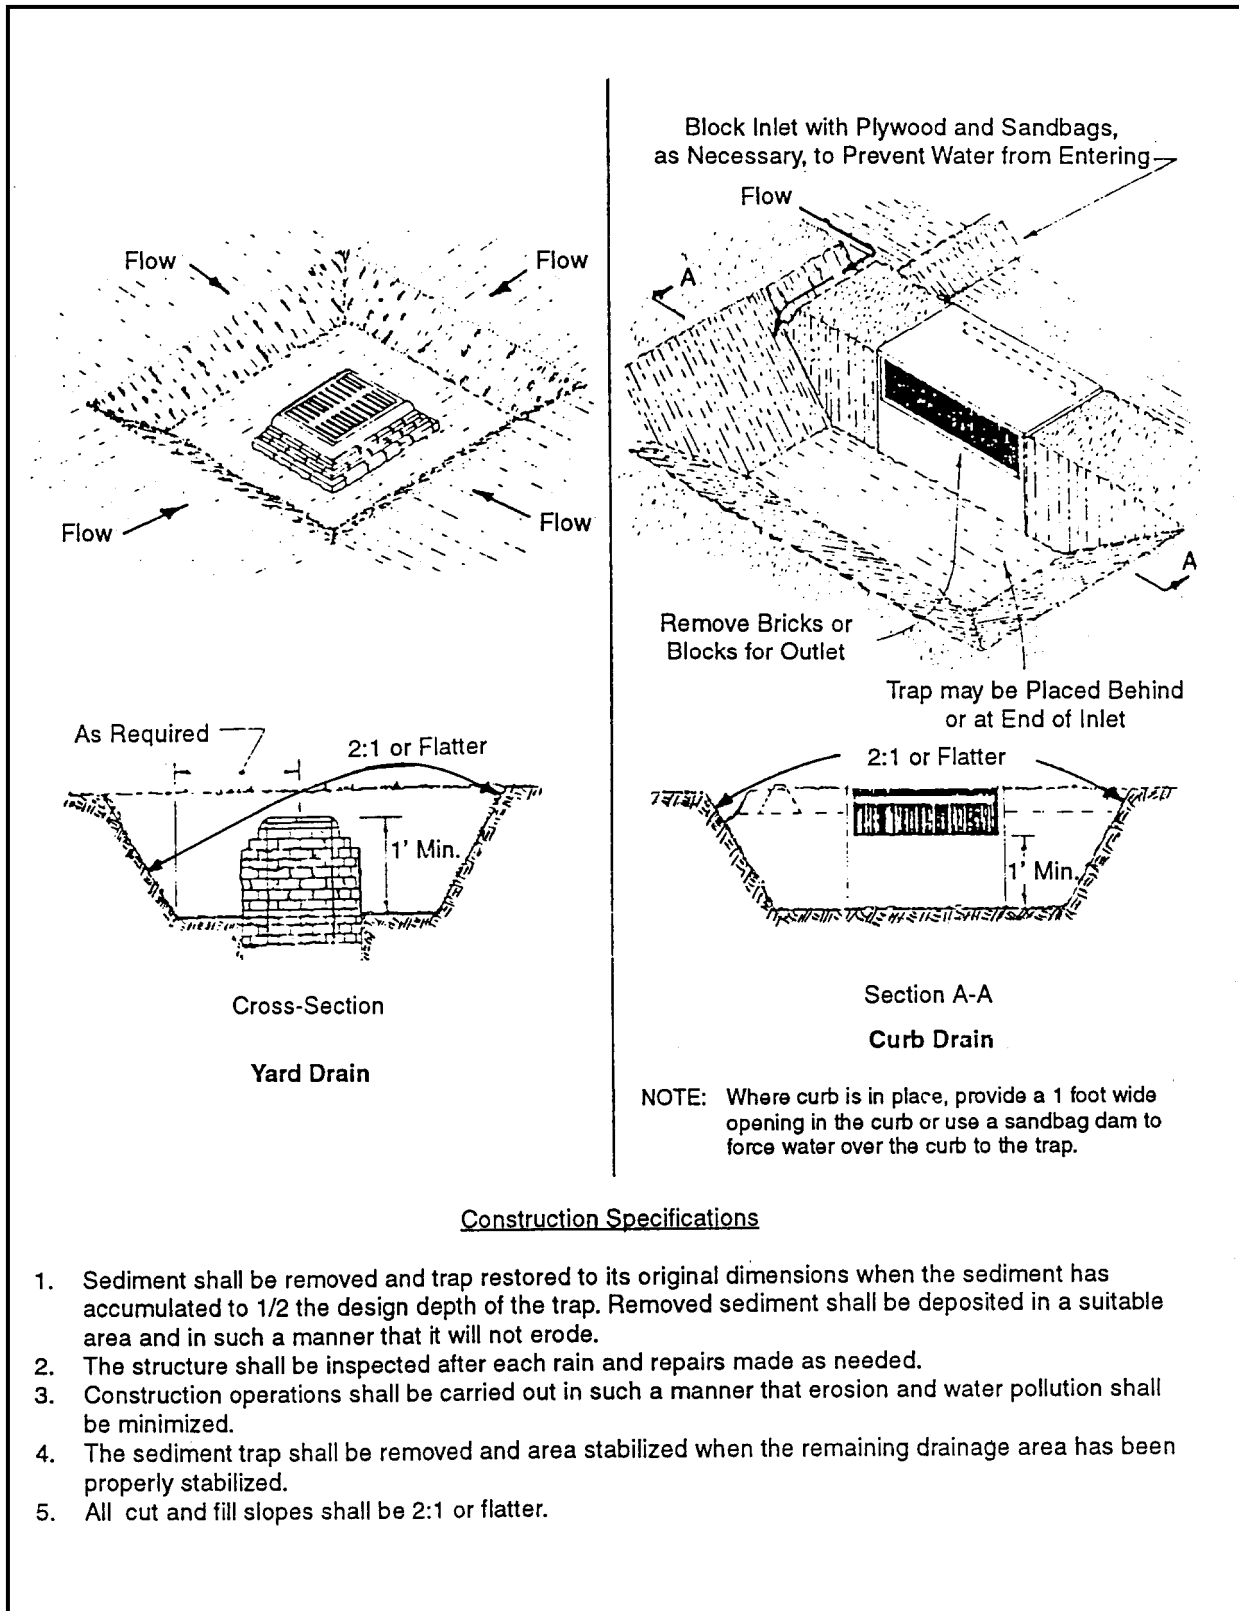 Flow
Flow
Flow
Flow
As Required
2:1 or Flatter
1' Min.
Cross-Section
Yard Drain
Block Inlet with Plywood and Sandbags,
as Necessary, to Prevent Water from Entering
Flow
A
A
Remove Bricks or
Blocks for Outlet
Trap may be Placed Behind
or at End of Inlet
2:1 or Flatter
1' Min.
Section A-A
Curb Drain
NOTE: Where curb is in place, provide a 1 foot wide
opening in the curb or use a sandbag dam to
force water over the curb to the trap.
Construction Specifications
1. Sediment shall be removed and trap restored to its original dimensions when the sediment has
accumulated to 1/2 the design depth of the trap. Removed sediment shall be deposited in a suitable
area and in such a manner that it will not erode.
2. The structure shall be inspected after each rain and repairs made as needed.
3. Construction operations shall be carried out in such a manner that erosion and water pollution shall
be minimized.
4. The sediment trap shall be removed and area stabilized when the remaining drainage area has been
properly stabilized.
5. All cut and fill slopes shall be 2:1 or flatter.